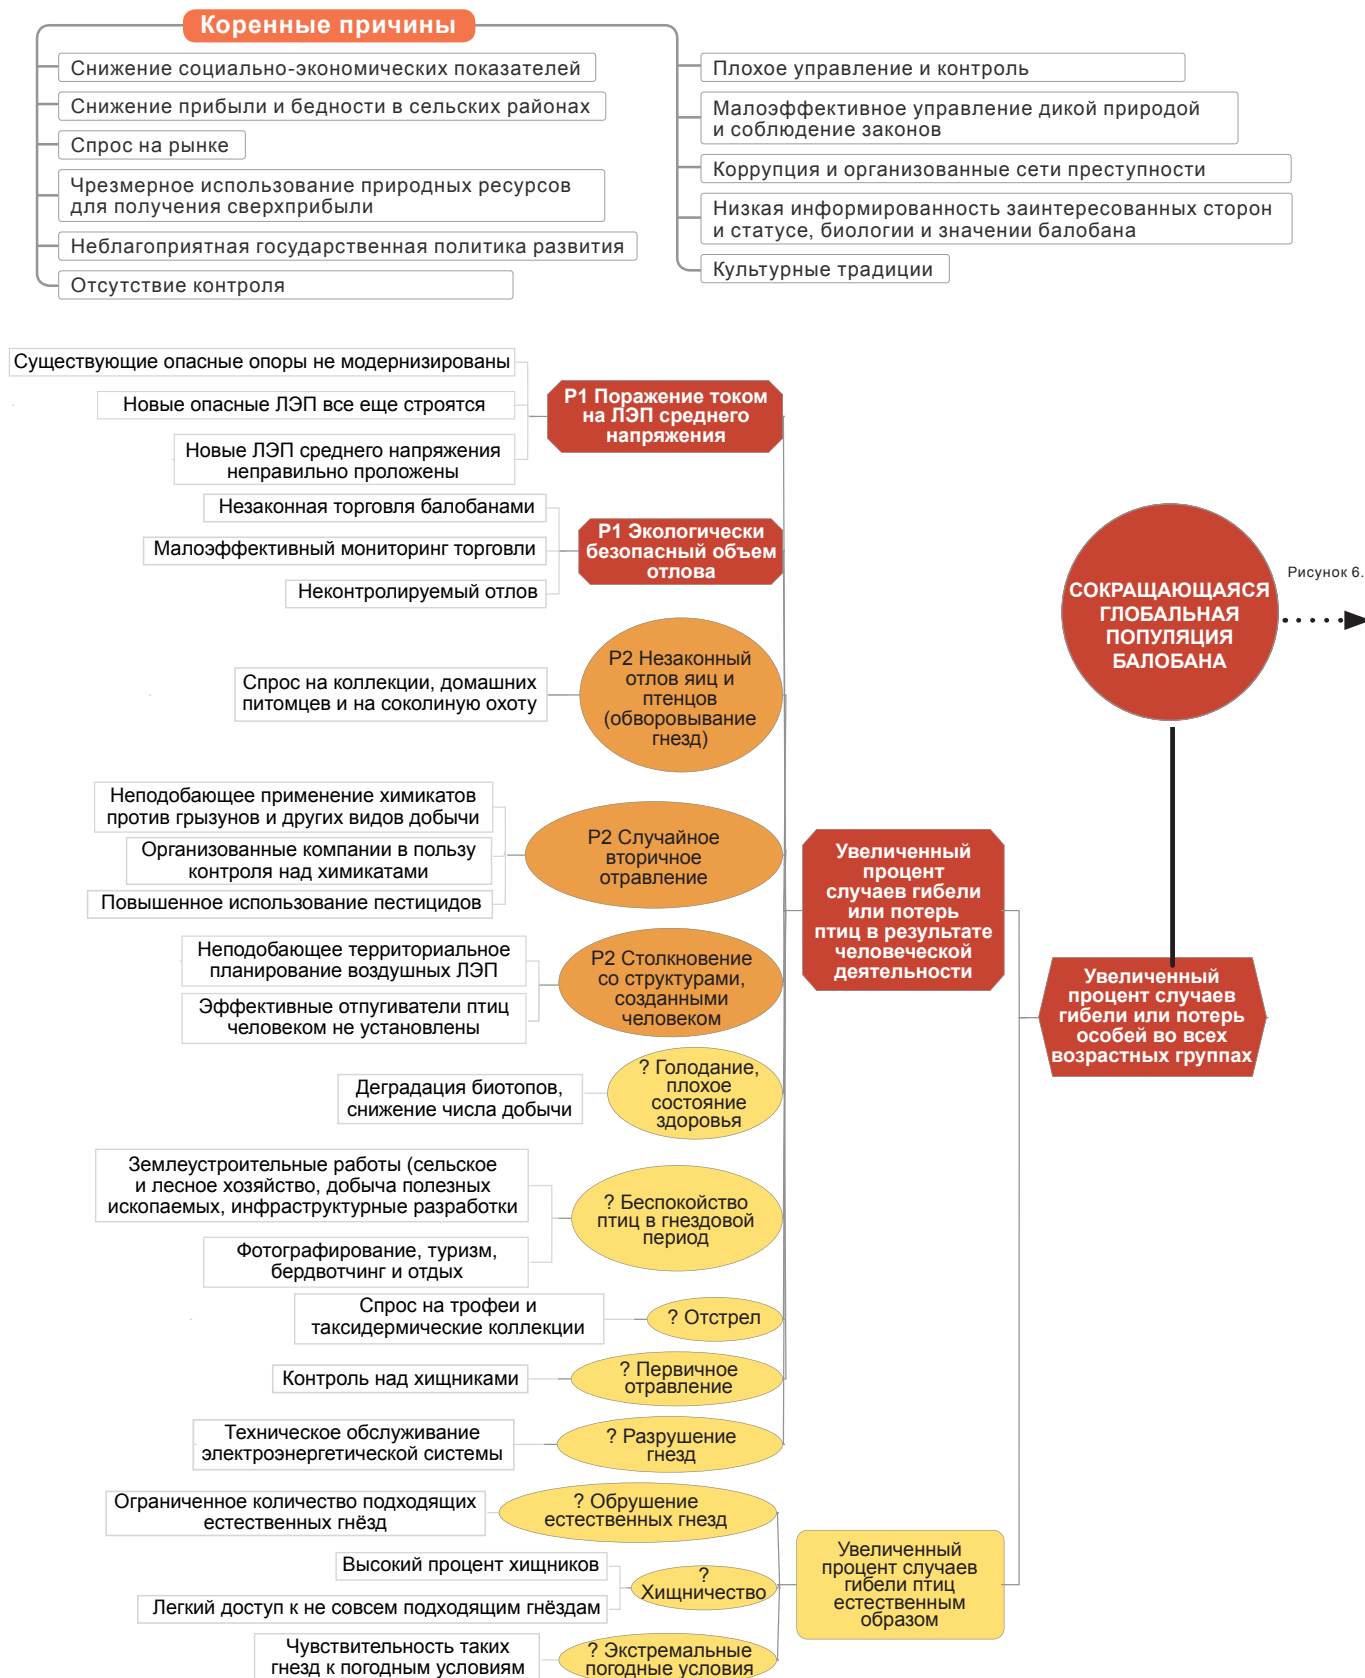 Коренные причины
Снижение социально-экономических показателей
Снижение прибыли и бедности в сельских районах
Спрос на рынке
Чрезмерное использование природных ресурсов
для получения сверхприбыли
Неблагоприятная государственная политика развития
Отсутствие контроля
Плохое управление и контроль
Малоэффективное управление дикой природой
и соблюдение законов
Коррупция и организованные сети преступности
Низкая информированность заинтересованных сторон
и статусе, биологии и значении балобана
Культурные традиции
Существующие опасные опоры не модернизированы
Новые опасные ЛЭП все еще строятся
Новые ЛЭП среднего напряжения
неправильно проложены
Р1 Поражение током
на ЛЭП среднего
напряжения
Незаконная торговля балобанами
Малоэффективный мониторинг торговли
Неконтролируемый отлов
Р1 Экологически
безопасный объем
отлова
Спрос на коллекции, домашних
питомцев и на соколиную охоту
Р2 Незаконный
отлов яиц и
птенцов
(обворовывание
гнезд)
Неподобающее применение химикатов
против грызунов и других видов добычи
Организованные компании в пользу
контроля над химикатами
Повышенное использование пестицидов
Р2 Случайное
вторичное
отравление
Неподобающее территориальное
планирование воздушных ЛЭП
Эффективные отпугиватели птиц
человеком не установлены
Р2 Столкновение
со структурами,
созданными
человеком
Деградация биотопов,
снижение числа добычи
? Голодание,
плохое
состояние
здоровья
Землеустроительные работы (сельское
и лесное хозяйство, добыча полезных
ископаемых, инфраструктурные разработки
Фотографирование, туризм,
бердвотчинг и отдых
? Беспокойство
птиц в гнездовой
период
Спрос на трофеи и
таксидермические коллекции
? Отстрел
Контроль над хищниками
? Первичное
отравление
Техническое обслуживание
электроэнергетической системы
? Разрушение
гнезд
Ограниченное количество подходящих
естественных гнёзд
? Обрушение
естественных гнезд
Высокий процент хищников
Легкий доступ к не совсем подходящим гнёздам
?
Хищничество
Чувствительность таких
гнезд к погодным условиям
? Экстремальные
погодные условия
Увеличенный
процент
случаев гибели
или потерь
птиц в результате
человеческой
деятельности
Увеличенный
процент случаев
гибели птиц
естественным
образом
Увеличенный
процент случаев
гибели или потерь
особей во всех
возрастных группах
СОКРАЩАЮЩАЯСЯ
ГЛОБАЛЬНАЯ
ПОПУЛЯЦИЯ
БАЛОБАНА
Рисунок 6.